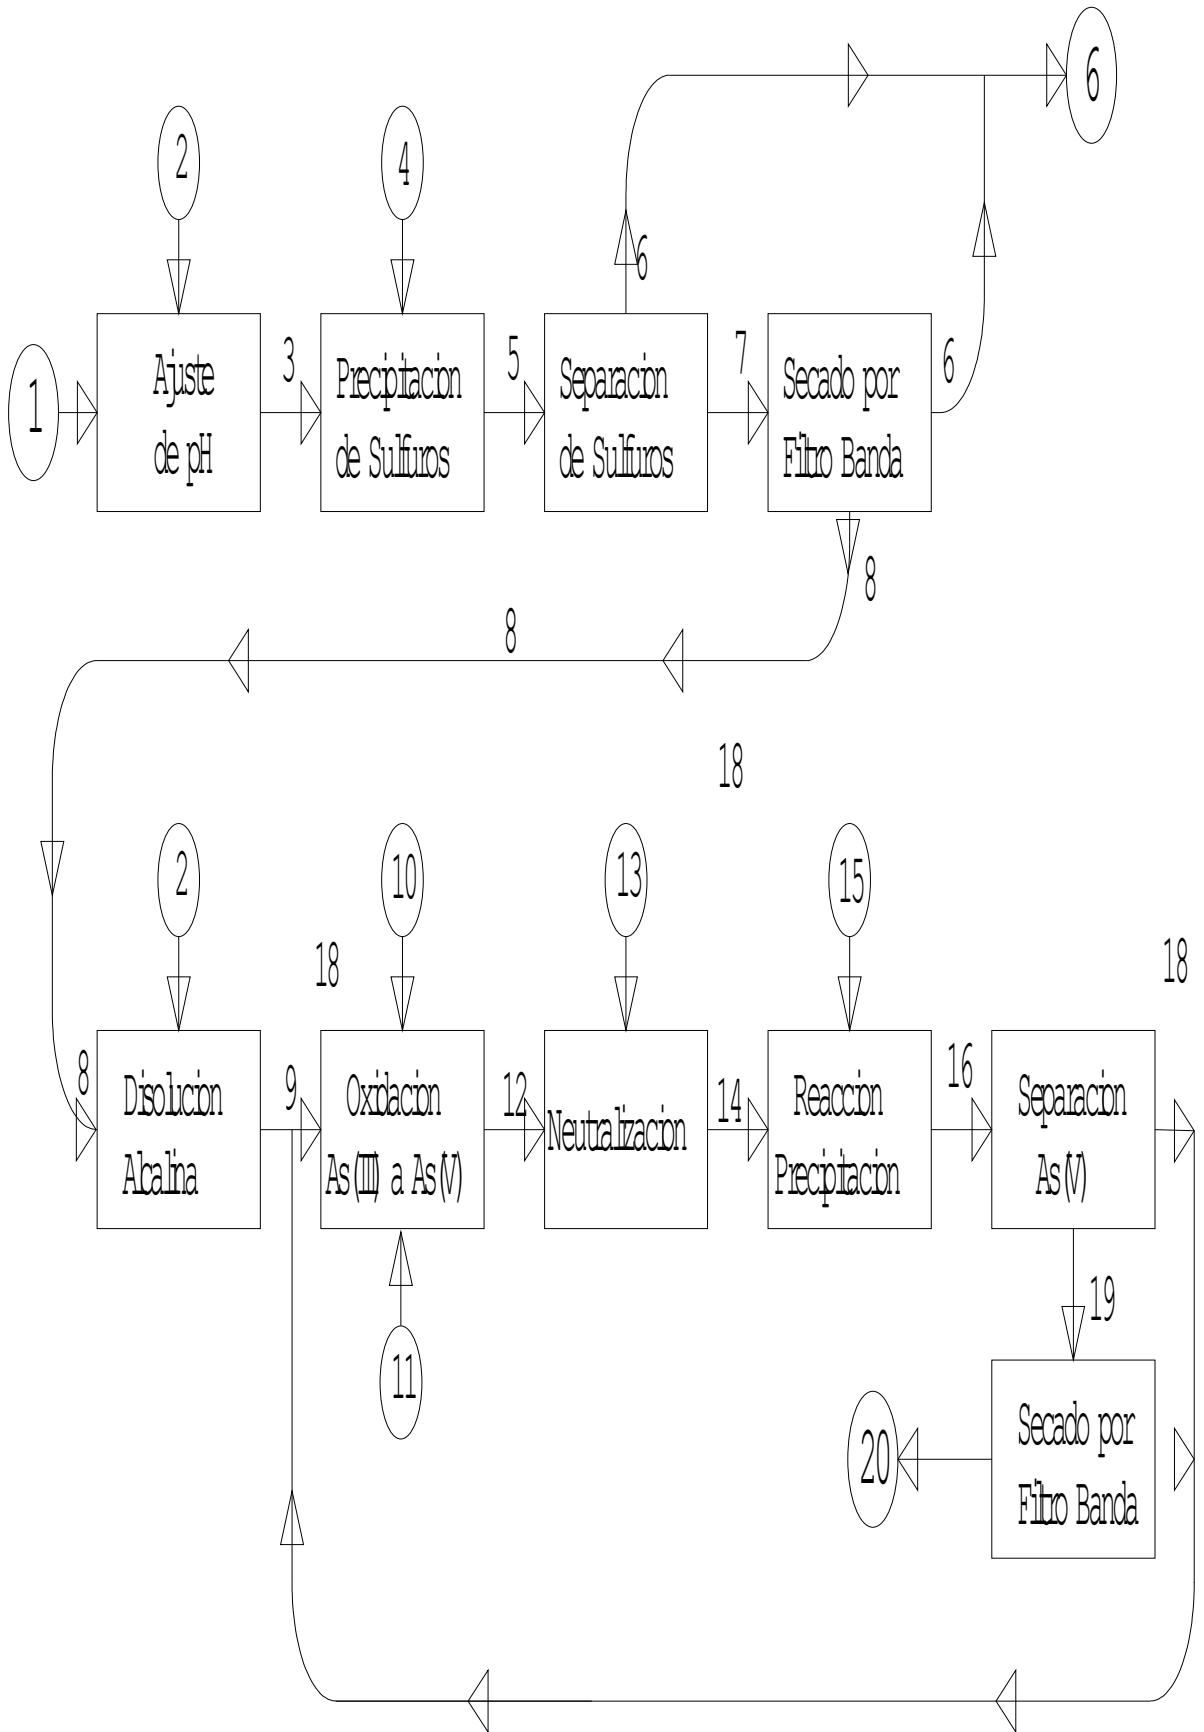 6
2
4
6
1
Ajuste
de pH
3
Precipitacion
de Sulfuros
5
Separacion
de Sulfuros
7
Secado por
Filtro Banda
6
8
8
18
2
10
13
15
18
18
8
Disolucion
Alcalina
9
Oxidacion
As(III) a As(V)
12
Neutralizacion
14
Reaccion
Precipitacion
16
Separacion
As(V)
19
11
20
Secado por
Filtro Banda